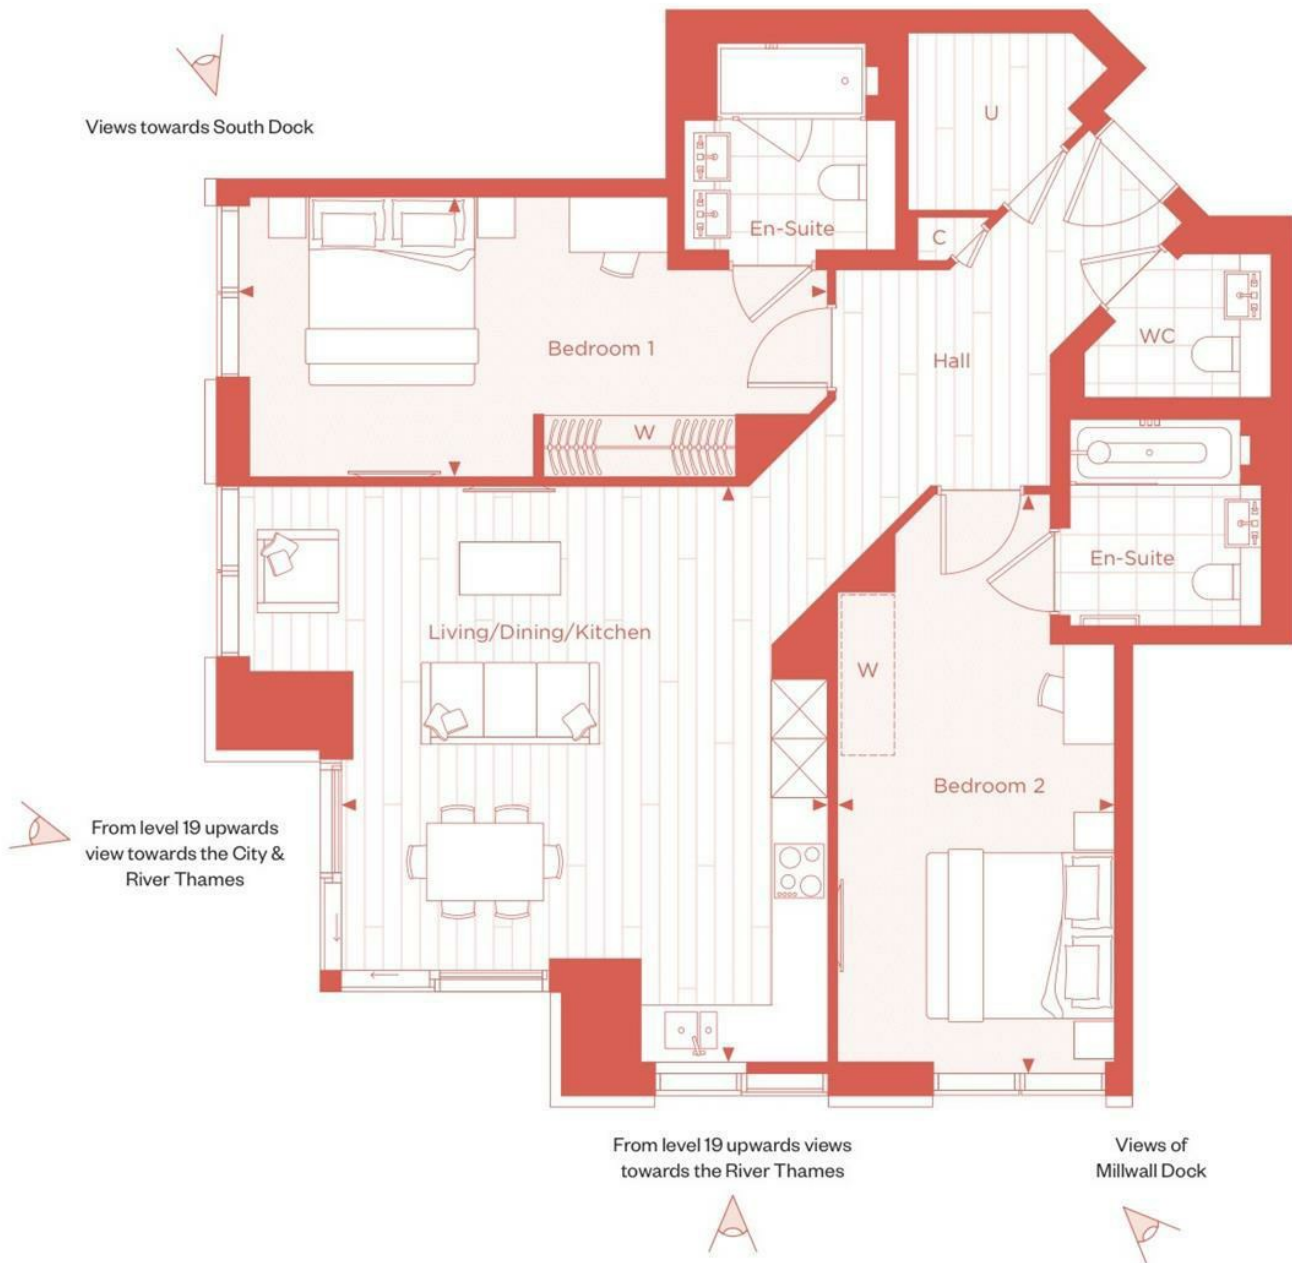 Views towards South Dock
U
En-Suite
C
Bedroom 1
Hall
WC
W
En-Suite
Living/Dining/Kitchen
W
Bedroom 2
From level 19 upwards
view towards the City &
River Thames
From level 19 upwards views
towards the River Thames
Views of
Millwall Dock